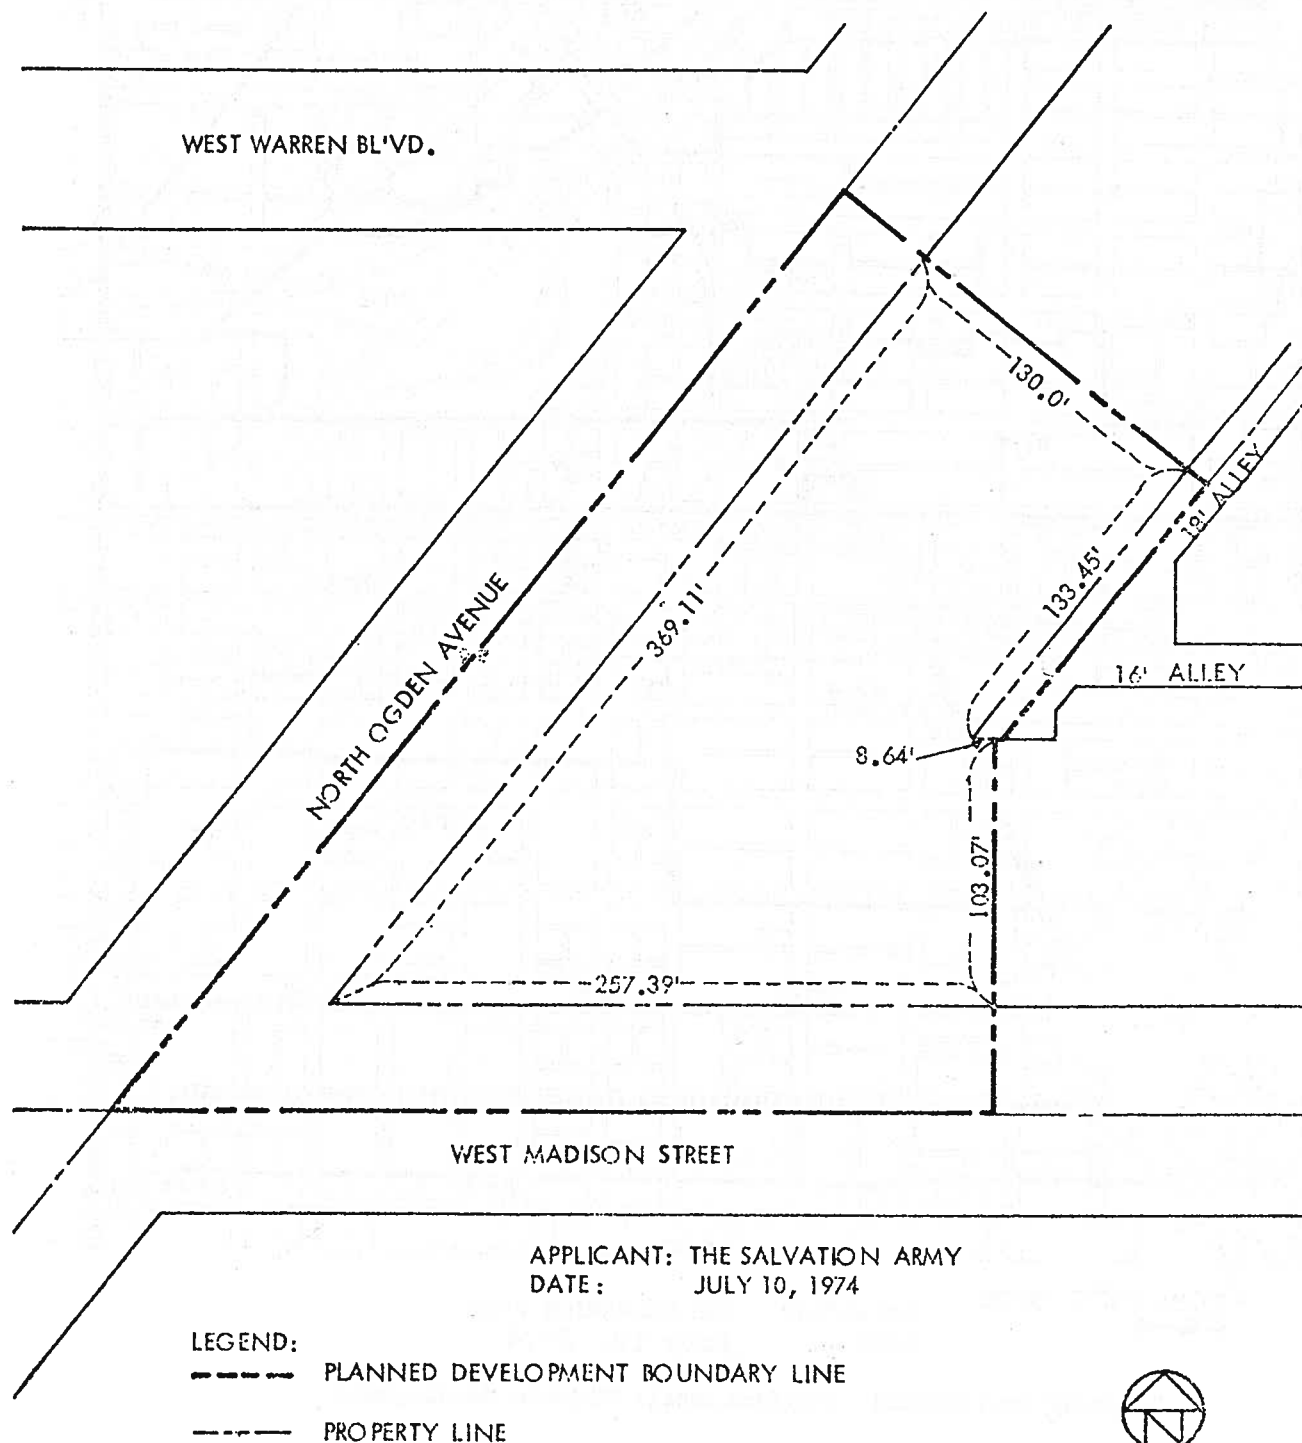 WEST WARREN BL'VD.
130.0'
18' ALLEY
133.45'
369.11'
NORTH OGDEN AVENUE
16' ALLEY
8.64'
103.07'
257.39'
WEST MADISON STREET
APPLICANT: THE SALVATION ARMY
DATE: JULY 10, 1974
LEGEND:
PLANNED DEVELOPMENT BOUNDARY LINE
PROPERTY LINE
N